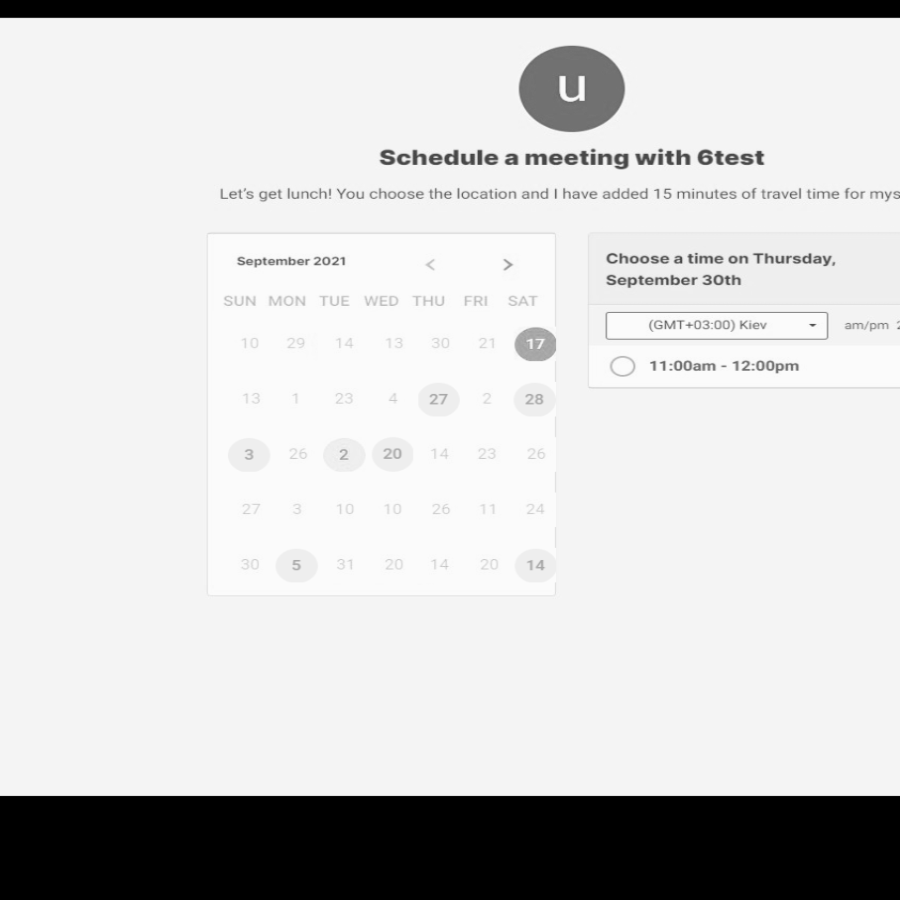 u
Schedule a meeting with 6test
Let's get lunch! You choose the location and I have added 15 minutes of travel time for mys
September 2021
< >
SUN MON TUE WED THU FRI SAT
10 29 14 13 30 21 17
13 1 23 4 27 2 28
3 26 2 20 14 23 26
27 3 10 10 26 11 24
30 5 31 20 14 20 14
Choose a time on Thursday,
September 30th
(GMT+03:00) Kiev am/pm 2
11:00am - 12:00pm